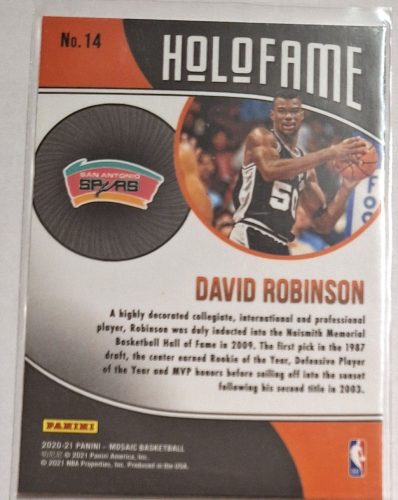 No. 14
HOLOFAME
SAN ANTONIO
SPURS
50
DAVID ROBINSON
A highly decorated collegiate, international and professional
player, Robinson was duly inducted into the Naismith Memorial
Basketball Hall of Fame in 2009. The first pick in the 1987
draft, the center earned Rookie of the Year, Defensive Player
of the Year and MVP honors before sailing off into the sunset
following his second title in 2003.
PANINI
2020-21 PANINI - MOSAIC BASKETBALL
© 2021 Panini America, Inc.
© 2021 NBA Properties, Inc. Produced in the USA.